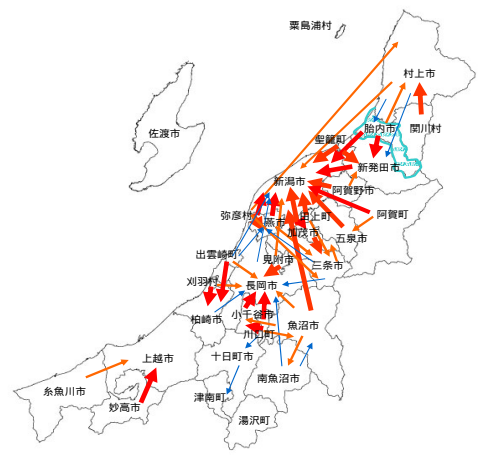 粟島浦村
村上市
佐渡市
胎内市
関川村
聖籠町
新発田市
新潟市
阿賀野市
弥彦村
燕市
田上町
阿賀町
加茂市
五泉市
出雲崎町
見附市
三条市
刈羽村
長岡市
柏崎市
小千谷市
魚沼市
川口町
上越市
十日町市
南魚沼市
糸魚川市
津南町
妙高市
湯沢町